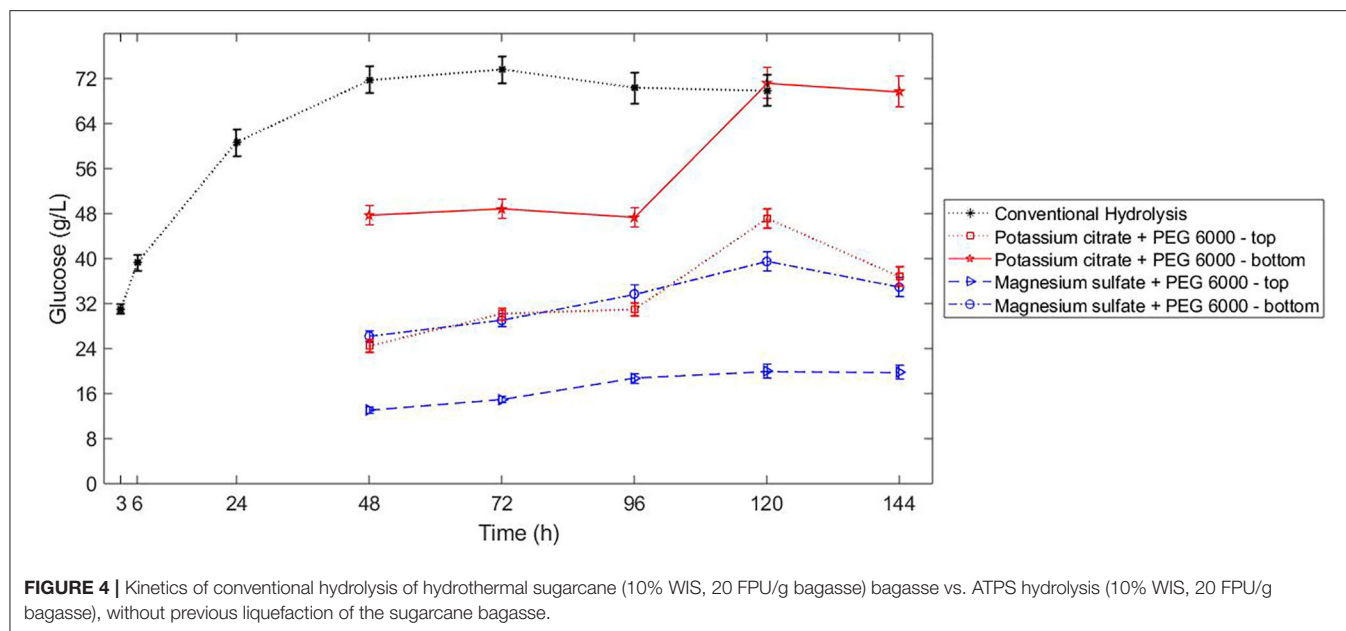 72
64
56
48
40
32
24
16
8
0
Glucose (g/L)
3 6 24 48 72 96 120 144
Time (h)
Conventional Hydrolysis
Potassium citrate + PEG 6000 - top
Potassium citrate + PEG 6000 - bottom
Magnesium sulfate + PEG 6000 - top
Magnesium sulfate + PEG 6000 - bottom
FIGURE 4 | Kinetics of conventional hydrolysis of hydrothermal sugarcane (10% WIS, 20 FPU/g bagasse) bagasse vs. ATPS hydrolysis (10% WIS, 20 FPU/g
bagasse), without previous liquefaction of the sugarcane bagasse.